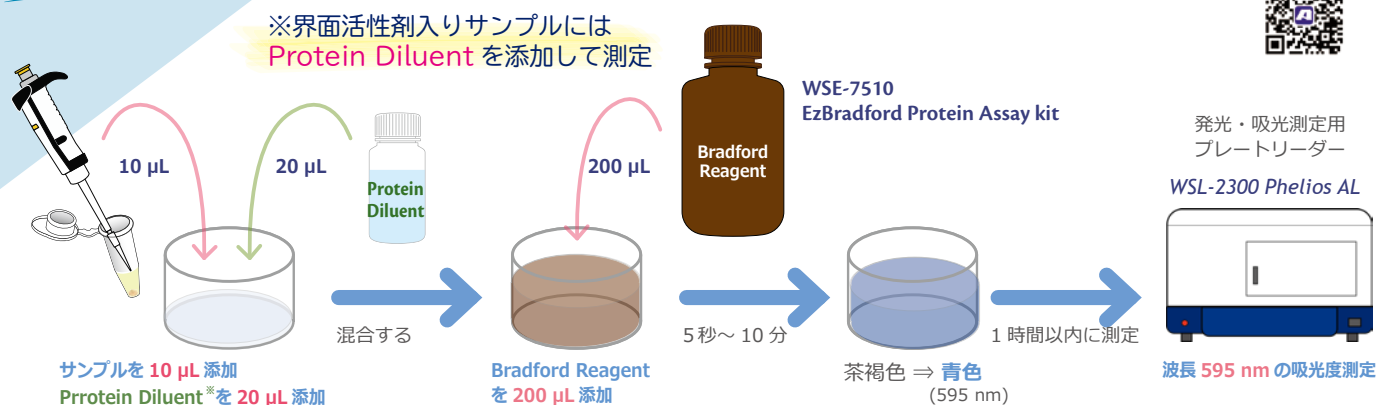 ※界面活性剤入りサンプルには
Protein Diluent を添加して測定
10 µL
20 µL
Protein
Diluent
200 µL
Bradford
Reagent
WSE-7510
EzBradford Protein Assay kit
発光・吸光測定用
プレートリーダー
WSL-2300 Phelios AL
混合する
5秒～ 10 分
1 時間以内に測定
サンプルを 10 µL 添加
Prrotein Diluent※を 20 µL 添加
Bradford Reagent
を 200 µL 添加
茶褐色 ⇒ 青色
(595 nm)
波長 595 nm の吸光度測定